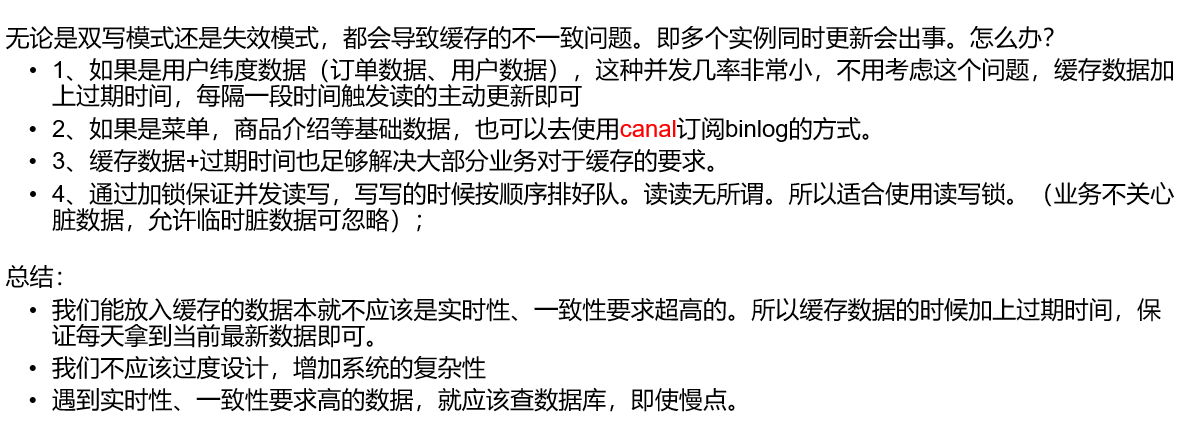 无论是双写模式还是失效模式，都会导致缓存的不一致问题。即多个实例同时更新会出事。怎么办？
• 1、如果是用户纬度数据（订单数据、用户数据），这种并发几率非常小，不用考虑这个问题，缓存数据加
上过期时间，每隔一段时间触发读的主动更新即可
• 2、如果是菜单，商品介绍等基础数据，也可以去使用canal订阅binlog的方式。
• 3、缓存数据+过期时间也足够解决大部分业务对于缓存的要求。
• 4、通过加锁保证并发读写，写写的时候按顺序排好队。读读无所谓。所以适合使用读写锁。（业务不关心
脏数据，允许临时脏数据可忽略）；
总结：
• 我们能放入缓存的数据本就不应该是实时性、一致性要求超高的。所以缓存数据的时候加上过期时间，保
证每天拿到当前最新数据即可。
• 我们不应该过度设计，增加系统的复杂性
• 遇到实时性、一致性要求高的数据，就应该查数据库，即使慢点。